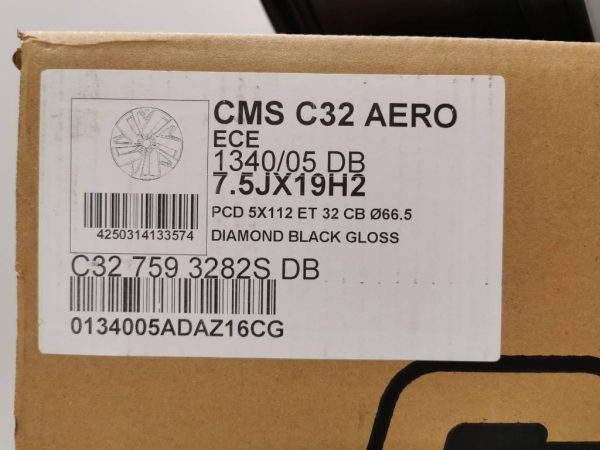 CMS C32 AERO
ECE
1340/05 DB
7.5JX19H2
PCD 5X112 ET 32 CB Ø66.5
DIAMOND BLACK GLOSS
4250314133574
C32 759 3282S DB
0134005ADAZ16CG